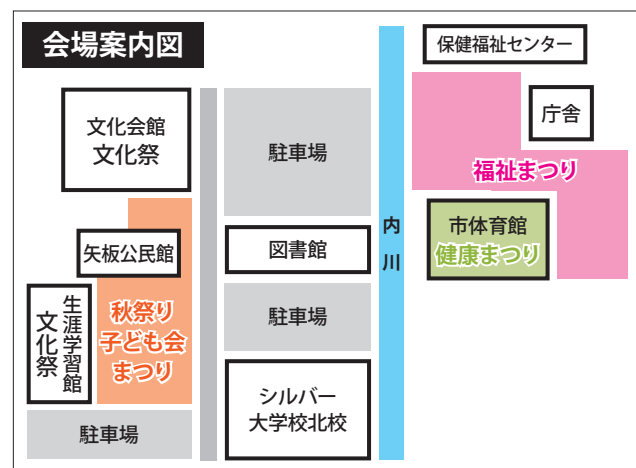 会場案内図
文化会館
文化祭
矢板公民館
生涯学習館
文化祭
秋祭り
子ども会
まつり
駐車場
駐車場
図書館
駐車場
シルバー
大学校北校
内川
保健福祉センター
庁舎
福祉まつり
市体育館
健康まつり